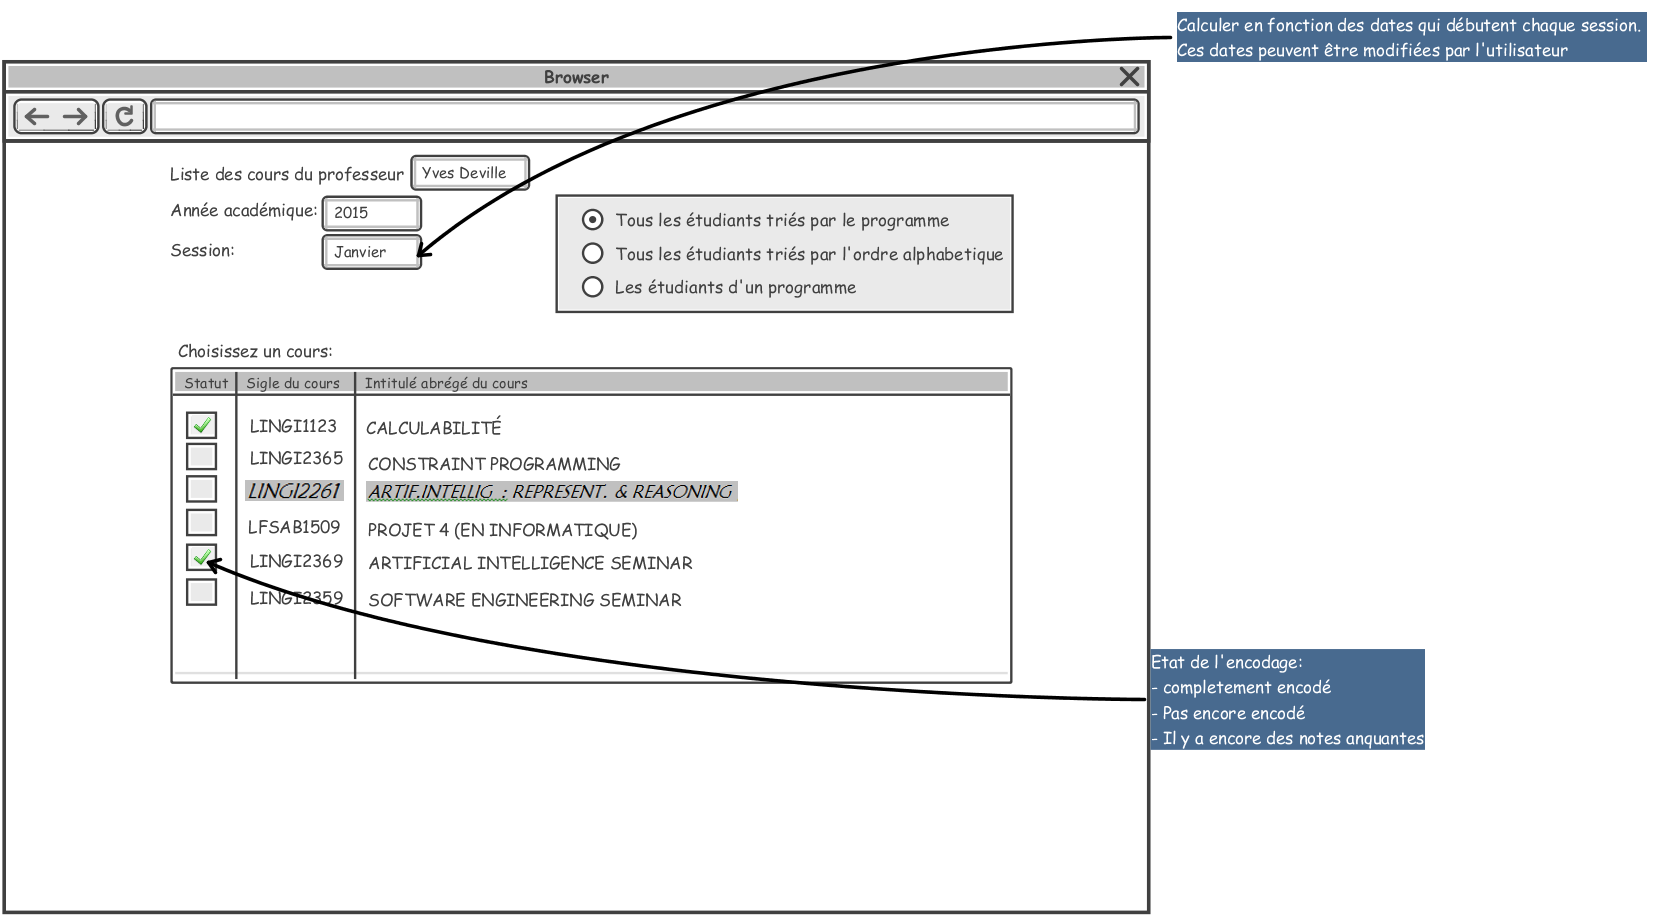 Calculer en fonction des dates qui débutent chaque session.
Ces dates peuvent être modifiées par l'utilisateur
Browser
Liste des cours du professeur Yves Deville
Année académique: 2015
Session: Janvier
Tous les étudiants triés par le programme
Tous les étudiants triés par l'ordre alphabetique
Les étudiants d'un programme
Choisissez un cours:
Statut Sigle du cours Intitulé abrégé du cours
LINGI1123 CALCULABILITÉ
LINGI2365 CONSTRAINT PROGRAMMING
LINGI2261 ARTIF.INTELLIG : REPRESENT. & REASONING
LFSAB1509 PROJET 4 (EN INFORMATIQUE)
LINGI2369 ARTIFICIAL INTELLIGENCE SEMINAR
LINGI2359 SOFTWARE ENGINEERING SEMINAR
Etat de l'encodage:
- completement encodé
- Pas encore encodé
- Il y a encore des notes anquantes